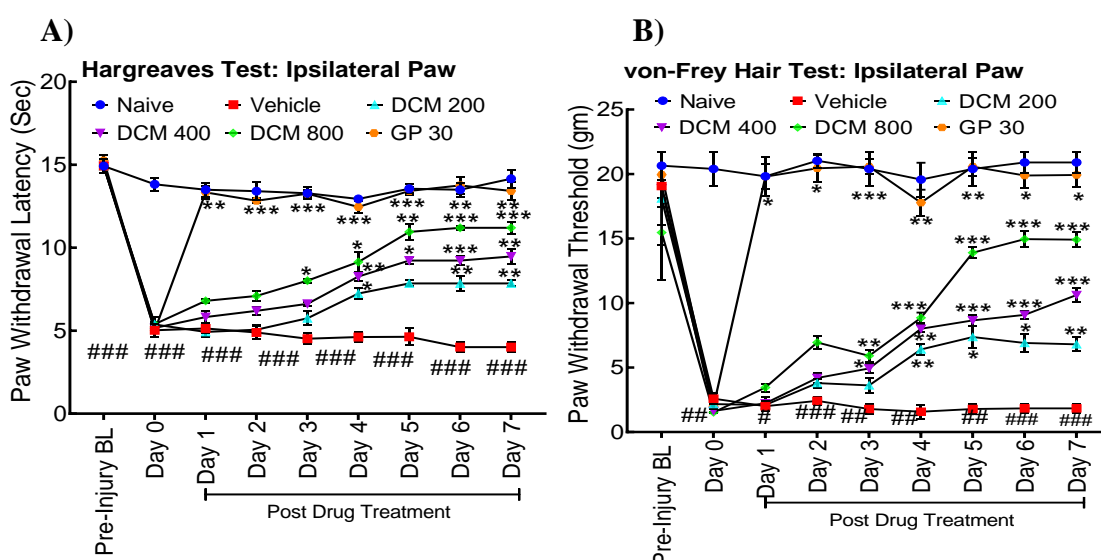 A)
Hargreaves Test: Ipsilateral Paw
Naive Vehicle DCM 200
DCM 400 DCM 800 GP 30
Paw Withdrawal Latency (Sec)
20
15
10
5
0
** *** *** *** *** ** **
** *** ***
* * * *** **
** ** **
*
### ### ### ### ### ### ### ###
Pre-Injury BL
Day 0
Day 1
Day 2
Day 3
Day 4
Day 5
Day 6
Day 7
Post Drug Treatment
B)
von-Frey Hair Test: Ipsilateral Paw
Naive Vehicle DCM 200
DCM 400 DCM 800 GP 30
Paw Withdrawal Threshold (gm)
25
20
15
10
5
0
* * *** ** ** * *
*** *** ***
*** *** *** ***
** ** * **
* ** *
## # ### ## ## ## ### ###
Pre-Injury BL
Day 0
Day 1
Day 2
Day 3
Day 4
Day 5
Day 6
Day 7
Post Drug Treatment